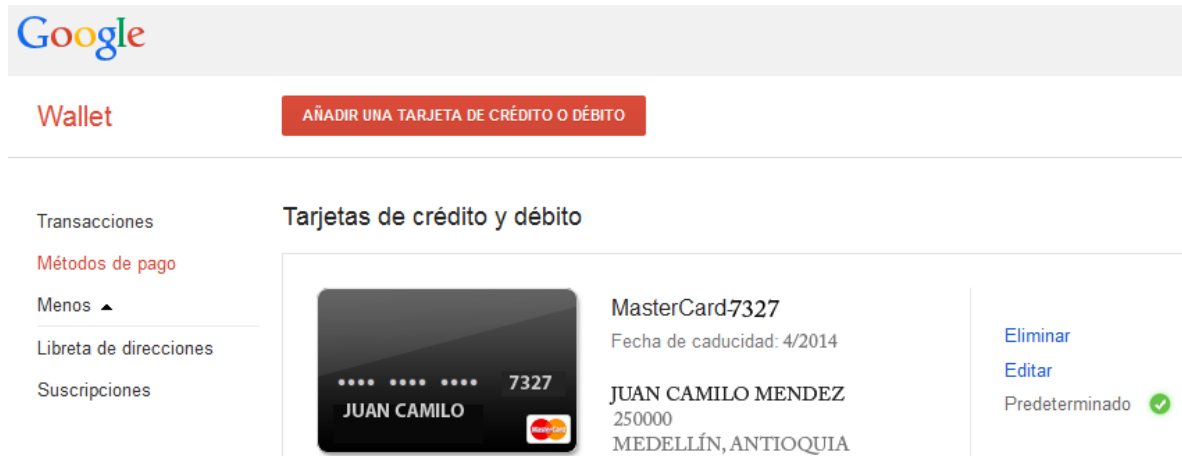 Google
Wallet
AÑADIR UNA TARJETA DE CRÉDITO O DÉBITO
Transacciones
Métodos de pago
Menos
Libreta de direcciones
Suscripciones
Tarjetas de crédito y débito
•••• •••• •••• 7327
JUAN CAMILO
MasterCard
MasterCard-7327
Fecha de caducidad: 4/2014
JUAN CAMILO MENDEZ
250000
MEDELLÍN, ANTIOQUIA
Eliminar
Editar
Predeterminado